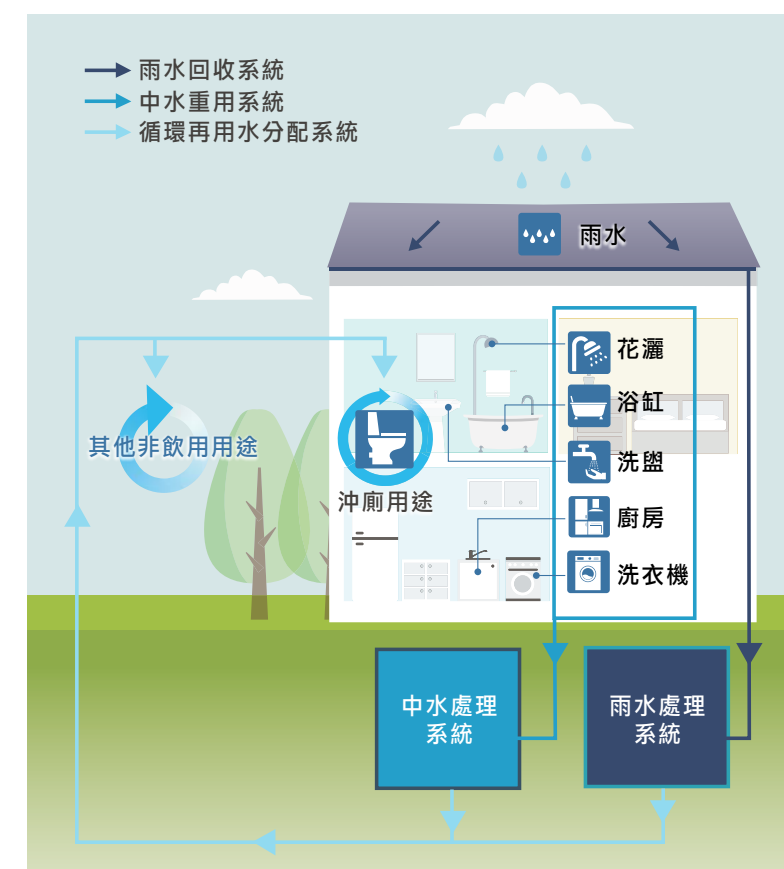 雨水回收系統
中水重用系統
循環再用水分配系統
雨水
花灑
浴缸
洗盥
廚房
洗衣機
其他非飲用用途
沖廁用途
中水處理
系統
雨水處理
系統